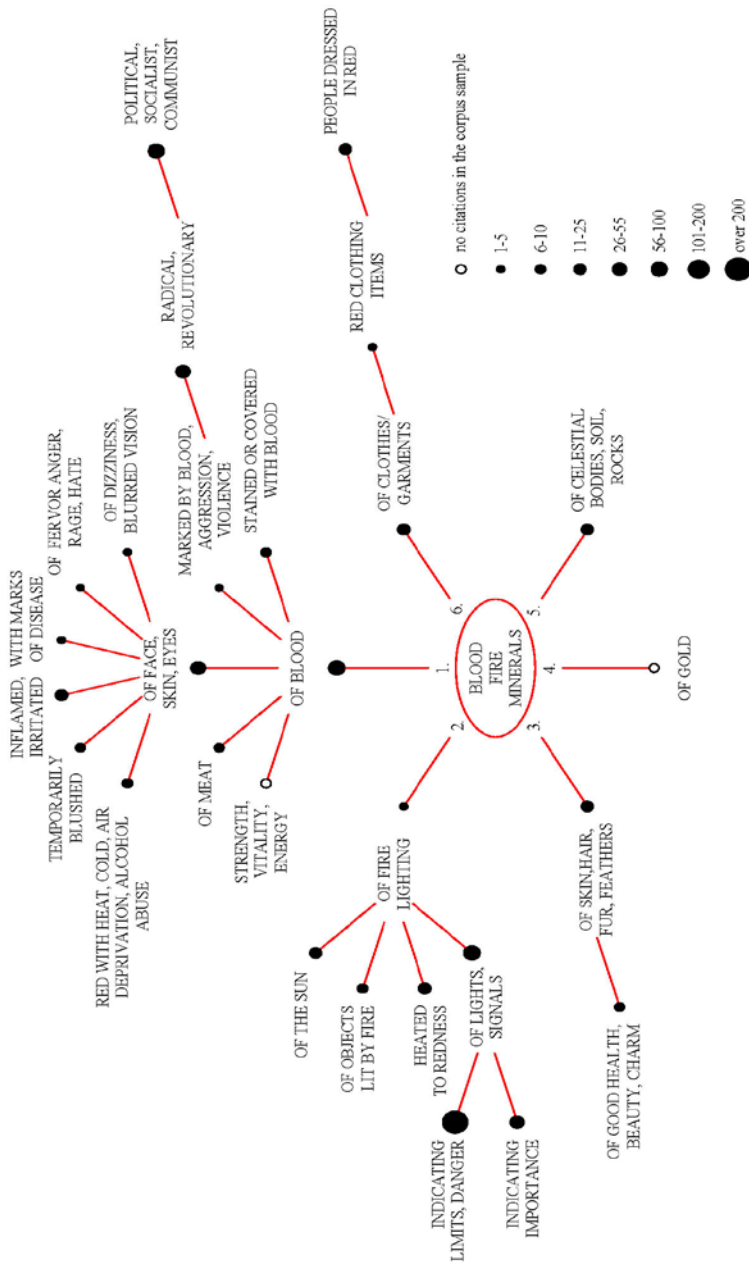 INFLAMED,
IRRITATED
WITH MARKS
OF DISEASE
OF FERVOR ANGER,
RAGE, HATE
TEMPORARILY
BLUSHED
OF DIZZINESS,
BLURRED VISION
RED WITH HEAT, COLD, AIR
DEPRIVATION, ALCOHOL
ABUSE
OF FACE,
SKIN, EYES
POLITICAL,
SOCIALIST,
COMMUNIST
RADICAL,
REVOLUTIONARY
OF MEAT
MARKED BY BLOOD,
AGGRESSION,
VIOLENCE
STRENGTH,
VITALITY,
ENERGY
OF BLOOD
STAINED OR COVERED
WITH BLOOD
OF THE SUN
OF FIRE
LIGHTING
OF OBJECTS
LIT BY FIRE
HEATED
TO REDNESS
OF LIGHTS,
SIGNALS
INDICATING
LIMITS, DANGER
INDICATING
IMPORTANCE
OF CLOTHES/
GARMENTS
RED CLOTHING
ITEMS
PEOPLE DRESSED
IN RED
1.
2.
6.
BLOOD
FIRE
MINERALS
3.
4.
5.
OF SKIN,HAIR,
FUR, FEATHERS
OF GOOD HEALTH,
BEAUTY, CHARM
OF GOLD
OF CELESTIAL
BODIES, SOIL,
ROCKS
no citations in the corpus sample
1-5
6-10
11-25
26-55
56-100
101-200
over 200